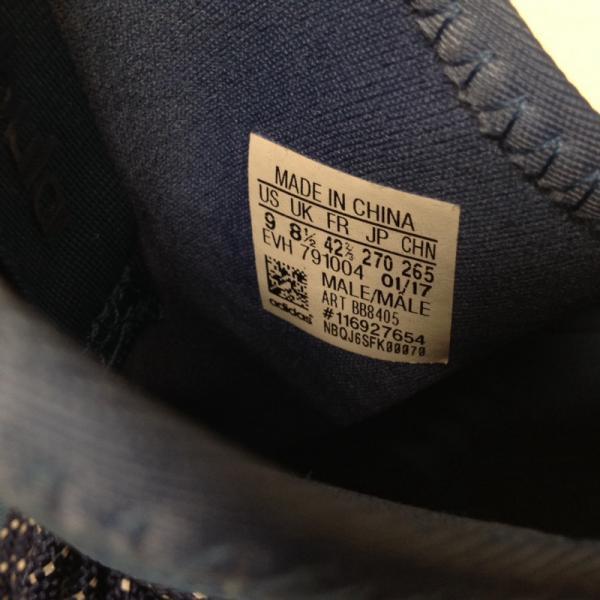 MADE IN CHINA
US UK FR JP CHN
9 8½ 42⅔ 270 265
EVH 791004 01/17
MALE/MÂLE
ART BB8405
#116927654
adidas NBQJ6SFK00070